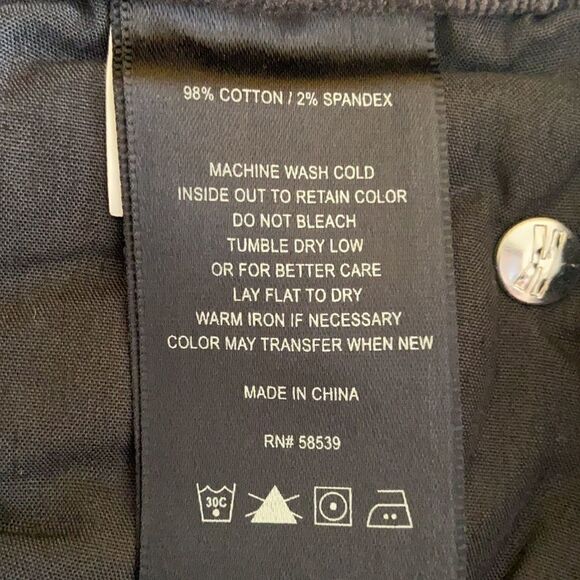 98% COTTON / 2% SPANDEX
MACHINE WASH COLD
INSIDE OUT TO RETAIN COLOR
DO NOT BLEACH
TUMBLE DRY LOW
OR FOR BETTER CARE
LAY FLAT TO DRY
WARM IRON IF NECESSARY
COLOR MAY TRANSFER WHEN NEW
MADE IN CHINA
RN# 58539
30C